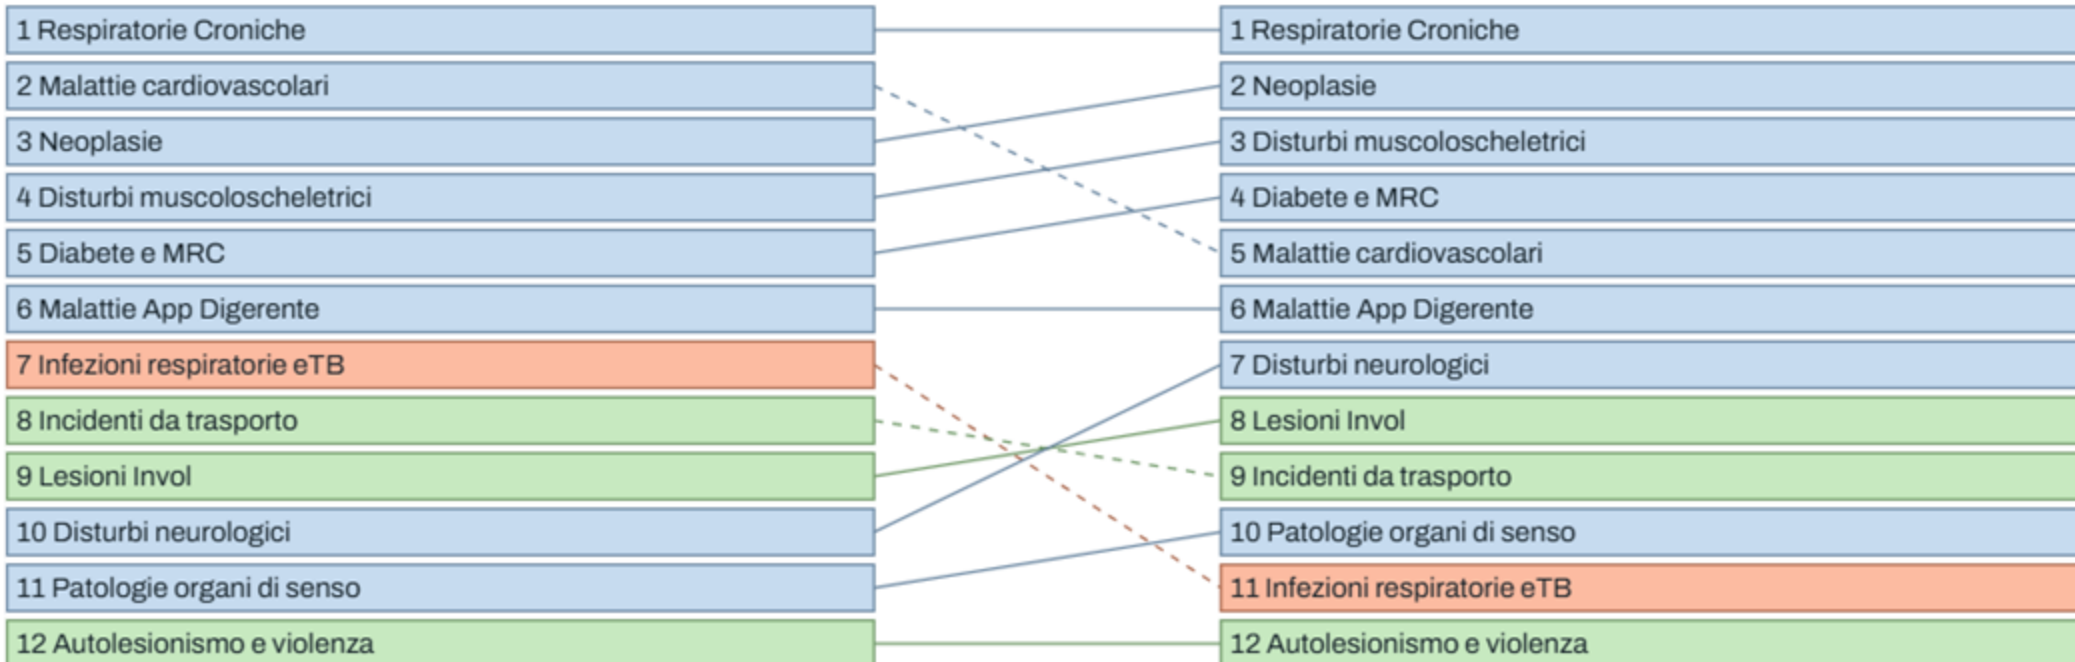 1 Respiratorie Croniche
2 Malattie cardiovascolari
3 Neoplasie
4 Disturbi muscoloscheletrici
5 Diabete e MRC
6 Malattie App Digerente
7 Infezioni respiratorie eTB
8 Incidenti da trasporto
9 Lesioni Invol
10 Disturbi neurologici
11 Patologie organi di senso
12 Autolesionismo e violenza
1 Respiratorie Croniche
2 Neoplasie
3 Disturbi muscoloscheletrici
4 Diabete e MRC
5 Malattie cardiovascolari
6 Malattie App Digerente
7 Disturbi neurologici
8 Lesioni Invol
9 Incidenti da trasporto
10 Patologie organi di senso
11 Infezioni respiratorie eTB
12 Autolesionismo e violenza